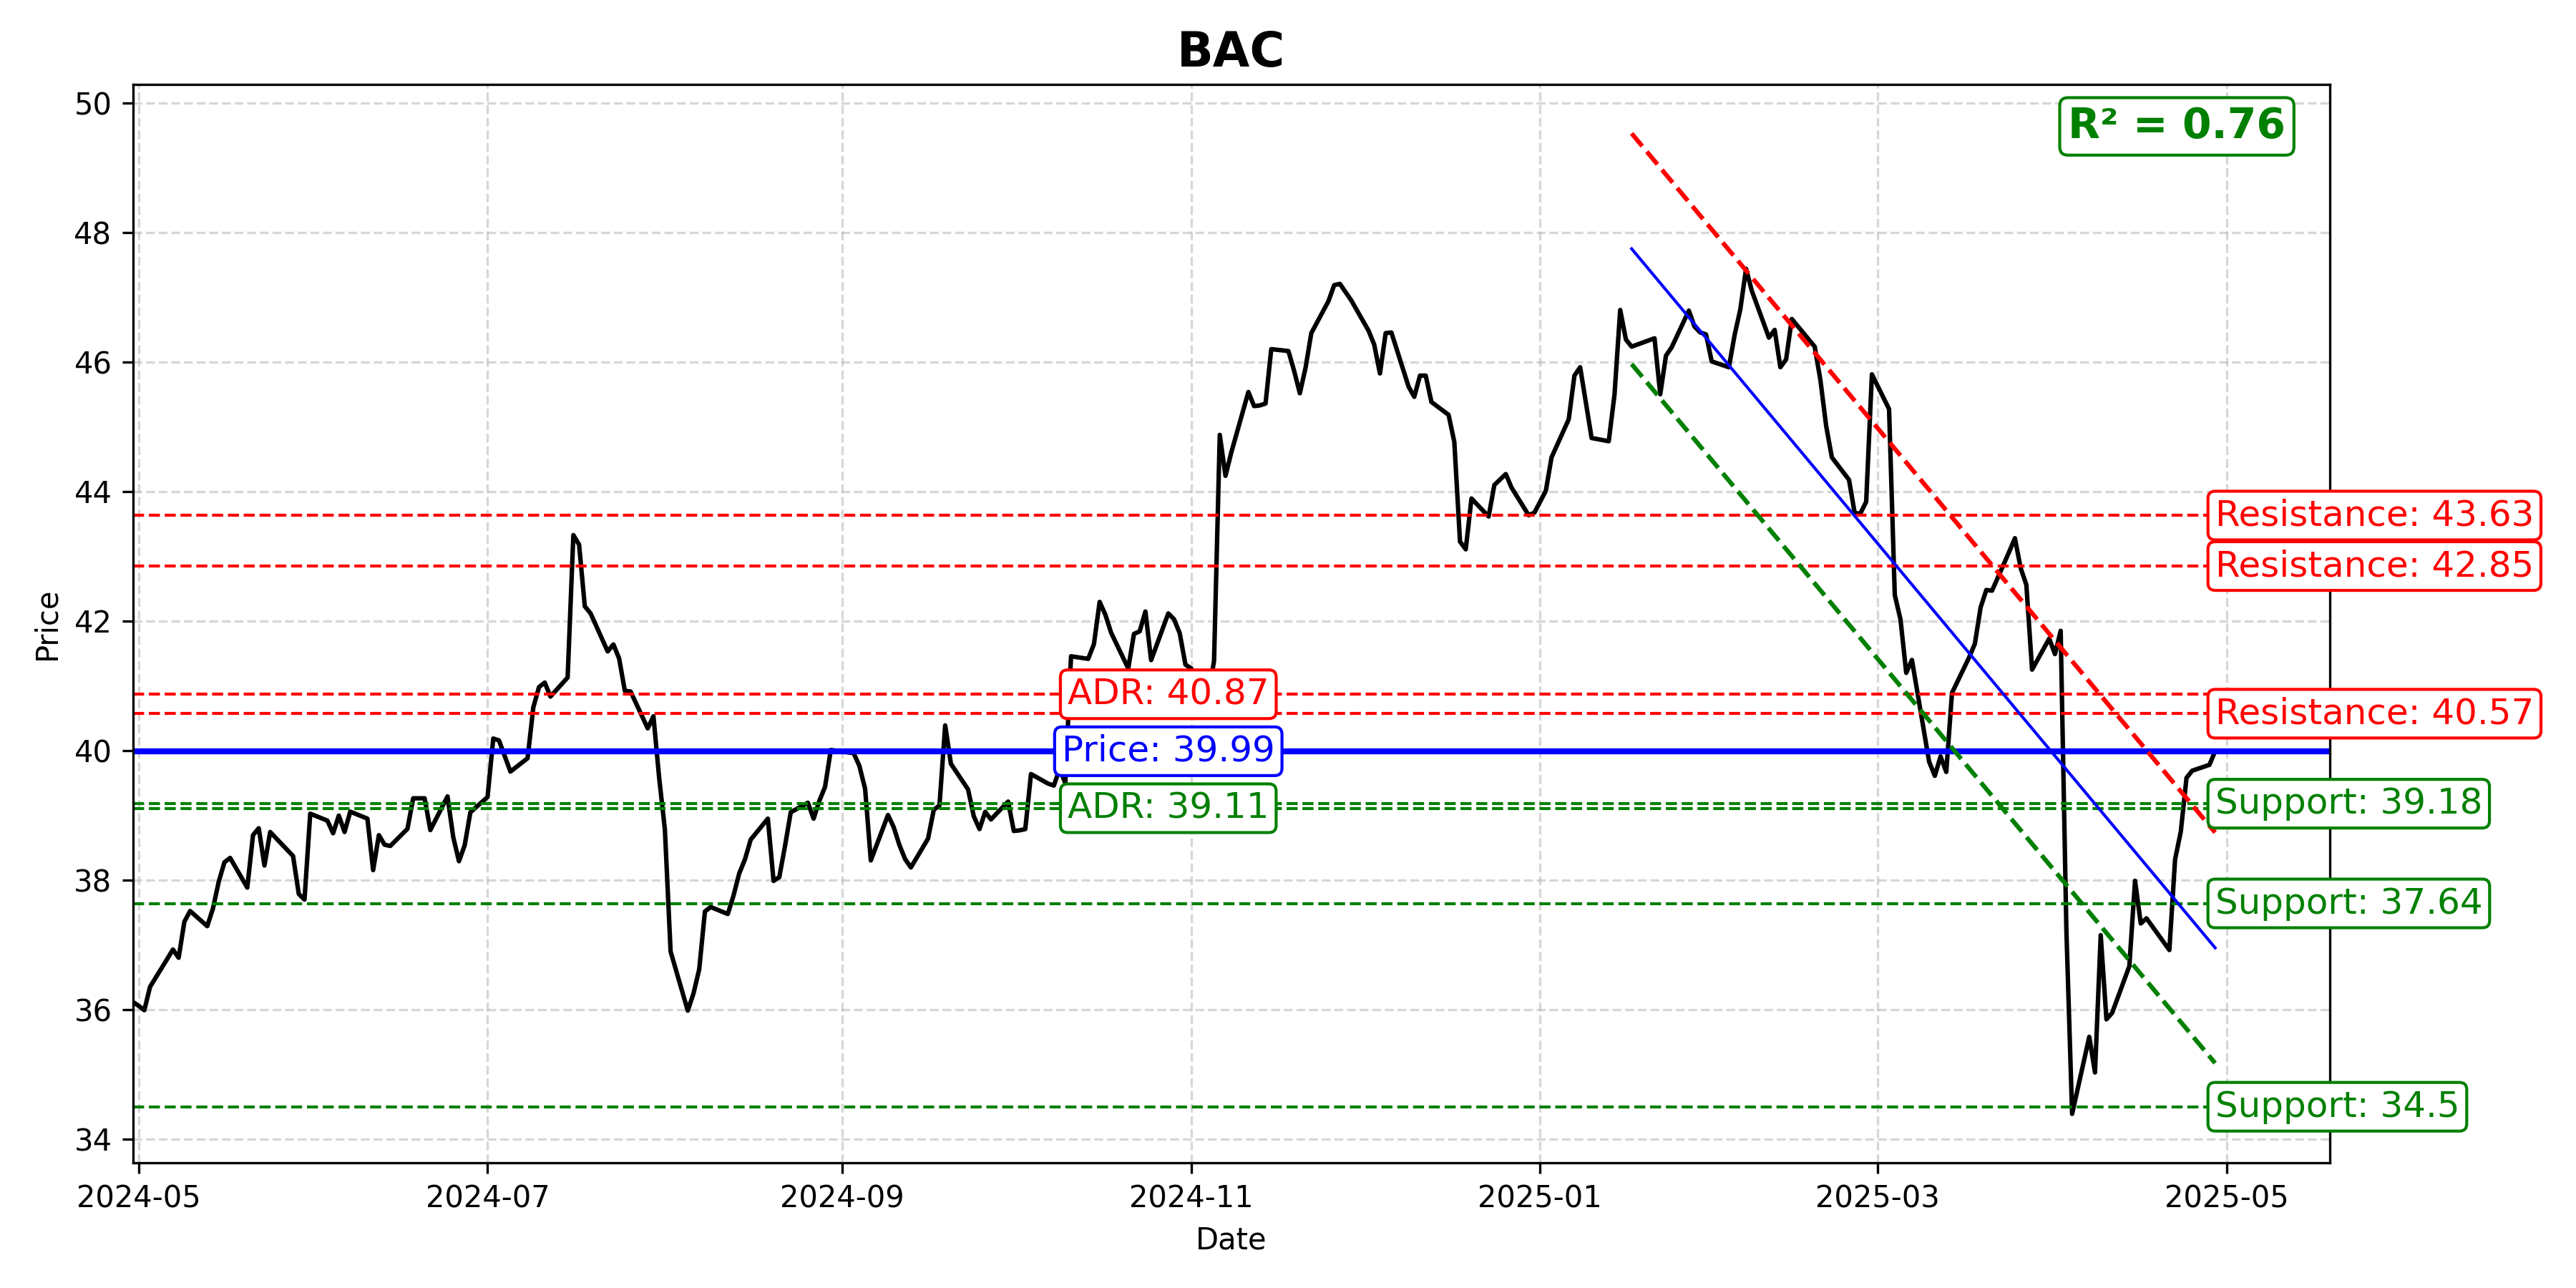 BAC
50
R² = 0.76
48
46
44
Resistance: 43.63
Resistance: 42.85
42
ADR: 40.87
Resistance: 40.57
40
Price: 39.99
ADR: 39.11
Support: 39.18
38
Support: 37.64
36
Support: 34.5
34
Price
2024-05 2024-07 2024-09 2024-11 2025-01 2025-03 2025-05
Date